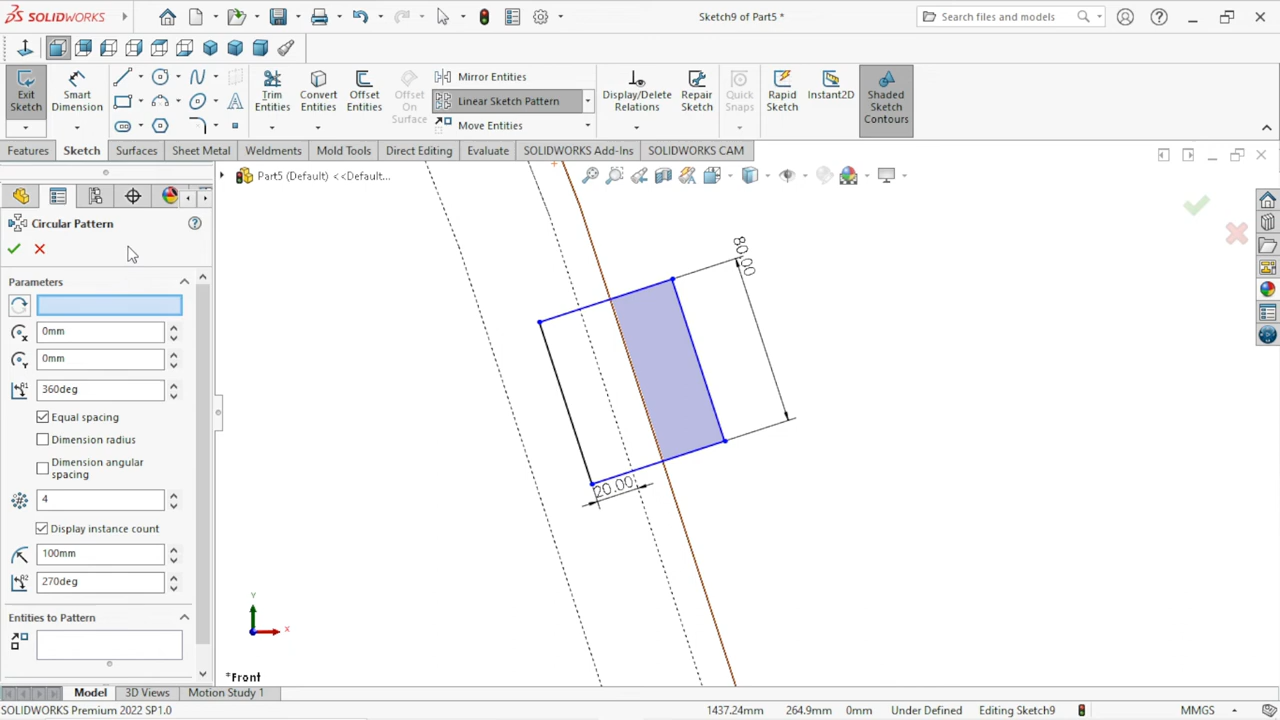 SOLIDWORKS
Sketch9 of Part5 *
Search files and models
Exit Sketch
Smart Dimension
Trim Entities
Convert Entities
Offset Entities
Offset On Surface
Mirror Entities
Linear Sketch Pattern
Move Entities
Display/Delete Relations
Repair Sketch
Quick Snaps
Rapid Sketch
Instant2D
Shaded Sketch Contours
Features
Sketch
Surfaces
Sheet Metal
Weldments
Mold Tools
Direct Editing
Evaluate
SOLIDWORKS Add-Ins
SOLIDWORKS CAM
Part5 (Default) <<Default...
Circular Pattern
Parameters
0mm
0mm
360deg
Equal spacing
Dimension radius
Dimension angular spacing
4
Display instance count
100mm
270deg
Entities to Pattern
80.00
20.00
Y
X
*Front
Model
3D Views
Motion Study 1
SOLIDWORKS Premium 2022 SP1.0
1437.24mm
264.9mm
0mm
Under Defined
Editing Sketch9
MMGS